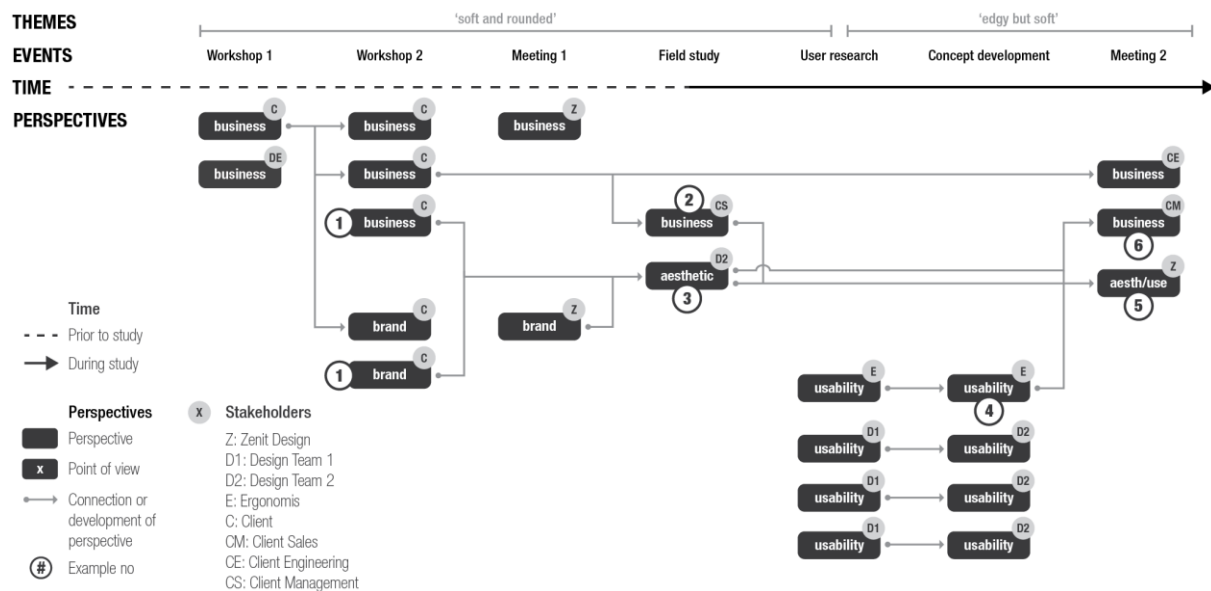 THEMES
'soft and rounded'
'edgy but soft'
EVENTS
Workshop 1
Workshop 2
Meeting 1
Field study
User research
Concept development
Meeting 2
TIME
PERSPECTIVES
C
business
C
business
Z
business
DE
business
C
business
CE
business
1
C
business
2
CS
business
CM
business
6
D2
aesthetic
3
Z
aesth/use
5
C
brand
Z
brand
1
C
brand
E
usability
E
usability
4
D1
usability
D2
usability
D1
usability
D2
usability
D1
usability
D2
usability
Time
Prior to study
During study
Perspectives
Perspective
x
Point of view
Connection or
development of
perspective
#
Example no
x
Stakeholders
Z: Zenit Design
D1: Design Team 1
D2: Design Team 2
E: Ergonomis
C: Client
CM: Client Sales
CE: Client Engineering
CS: Client Management